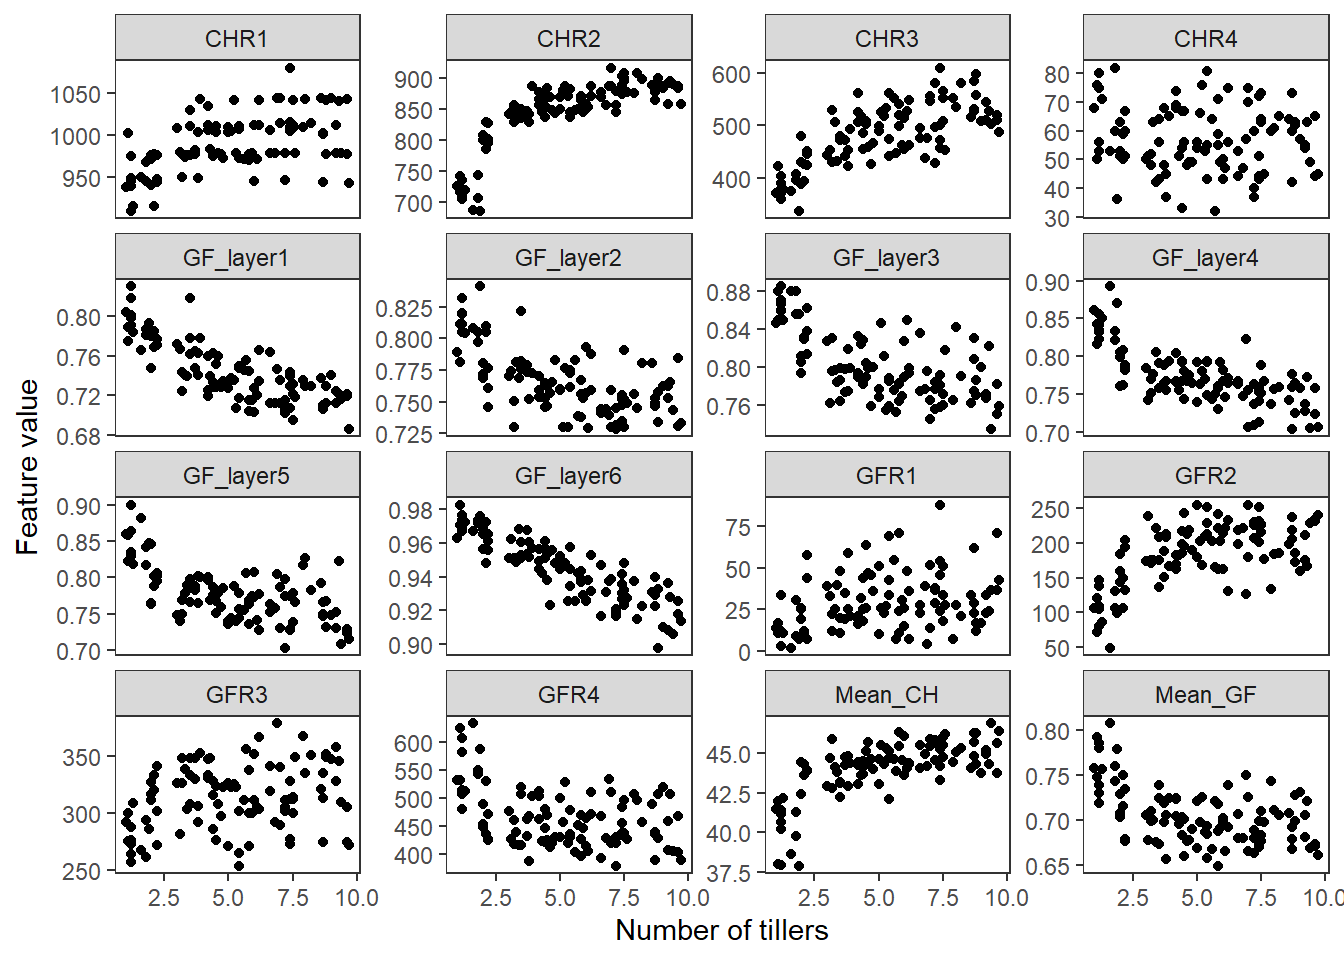 CHR1 CHR2 CHR3 CHR4
1050 1000 950
900 850 800 750 700
600 500 400
80 70 60 50 40 30
GF_layer1 GF_layer2 GF_layer3 GF_layer4
0.80 0.76 0.72 0.68
0.825 0.800 0.775 0.750 0.725
0.88 0.84 0.80 0.76
0.90 0.85 0.80 0.75 0.70
Feature value
GF_layer5 GF_layer6 GFR1 GFR2
0.90 0.85 0.80 0.75 0.70
0.98 0.96 0.94 0.92 0.90
75 50 25 0
250 200 150 100 50
GFR3 GFR4 Mean_CH Mean_GF
350 300 250
600 550 500 450 400
45.0 42.5 40.0 37.5
0.80 0.75 0.70 0.65
2.5 5.0 7.5 10.0 2.5 5.0 7.5 10.0 2.5 5.0 7.5 10.0 2.5 5.0 7.5 10.0
Number of tillers